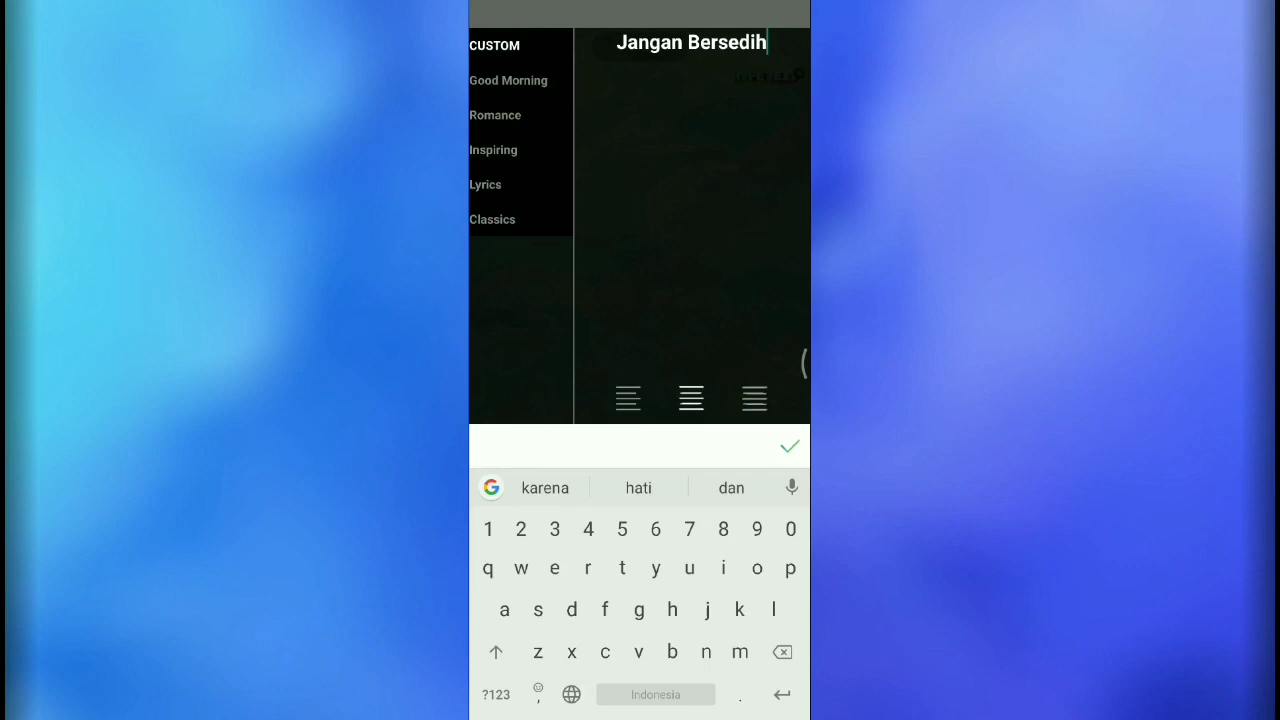 Jangan Bersedih
CUSTOM
Good Morning
Romance
Inspiring
Lyrics
Classics
karena hati dan
1 2 3 4 5 6 7 8 9 0
q w e r t y u i o p
a s d f g h j k l
z x c v b n m
?123 , Indonesia .